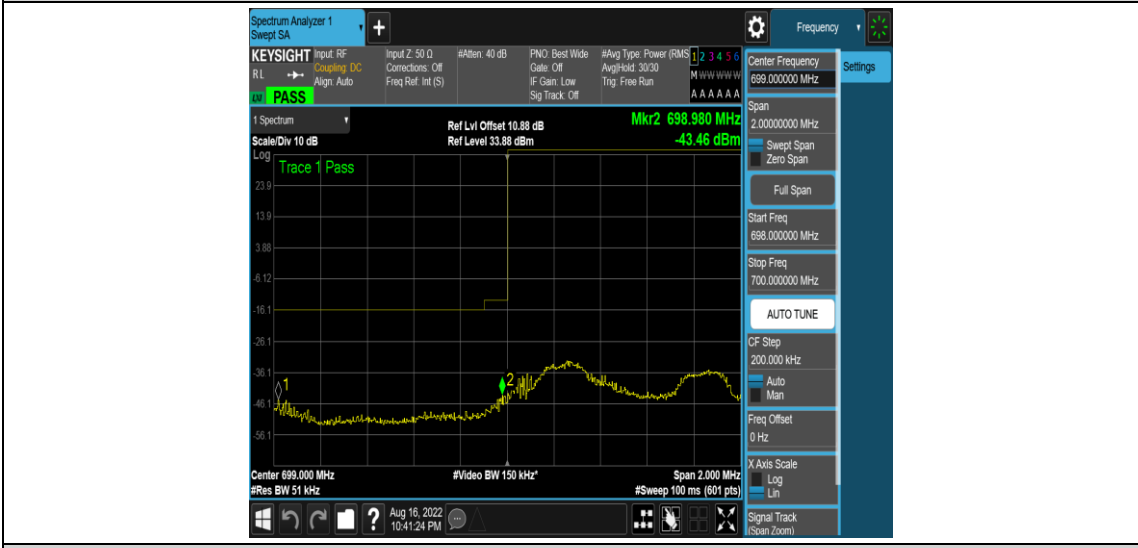 Spectrum Analyzer 1
Swept SA
+
Frequency
KEYSIGHT
Input: RF
Coupling: DC
Align: Auto
Input Z: 50 Ω
Corrections: Off
Freq Ref: Int (S)
#Atten: 40 dB
PNO: Best Wide
Gate: Off
IF Gain: Low
Sig Track: Off
#Avg Type: Power (RMS
Avg|Hold: 30/30
Trig: Free Run
1 2 3 4 5 6
M W W W W W
A A A A A A
R L
PASS
1 Spectrum
Scale/Div 10 dB
Ref Lvl Offset 10.88 dB
Ref Level 33.88 dBm
Mkr2 698.980 MHz
-43.46 dBm
Log
Trace 1 Pass
23.9
13.9
3.88
-6.12
-16.1
-26.1
-36.1
-46.1
-56.1
1
2
Center 699.000 MHz
#Video BW 150 kHz*
Span 2.000 MHz
#Res BW 51 kHz
#Sweep 100 ms (601 pts)
?
Aug 16, 2022
10:41:24 PM
Center Frequency
699.000000 MHz
Settings
Span
2.00000000 MHz
Swept Span
Zero Span
Full Span
Start Freq
698.000000 MHz
Stop Freq
700.000000 MHz
AUTO TUNE
CF Step
200.000 kHz
Auto
Man
Freq Offset
0 Hz
X Axis Scale
Log
Lin
Signal Track
(Span Zoom)